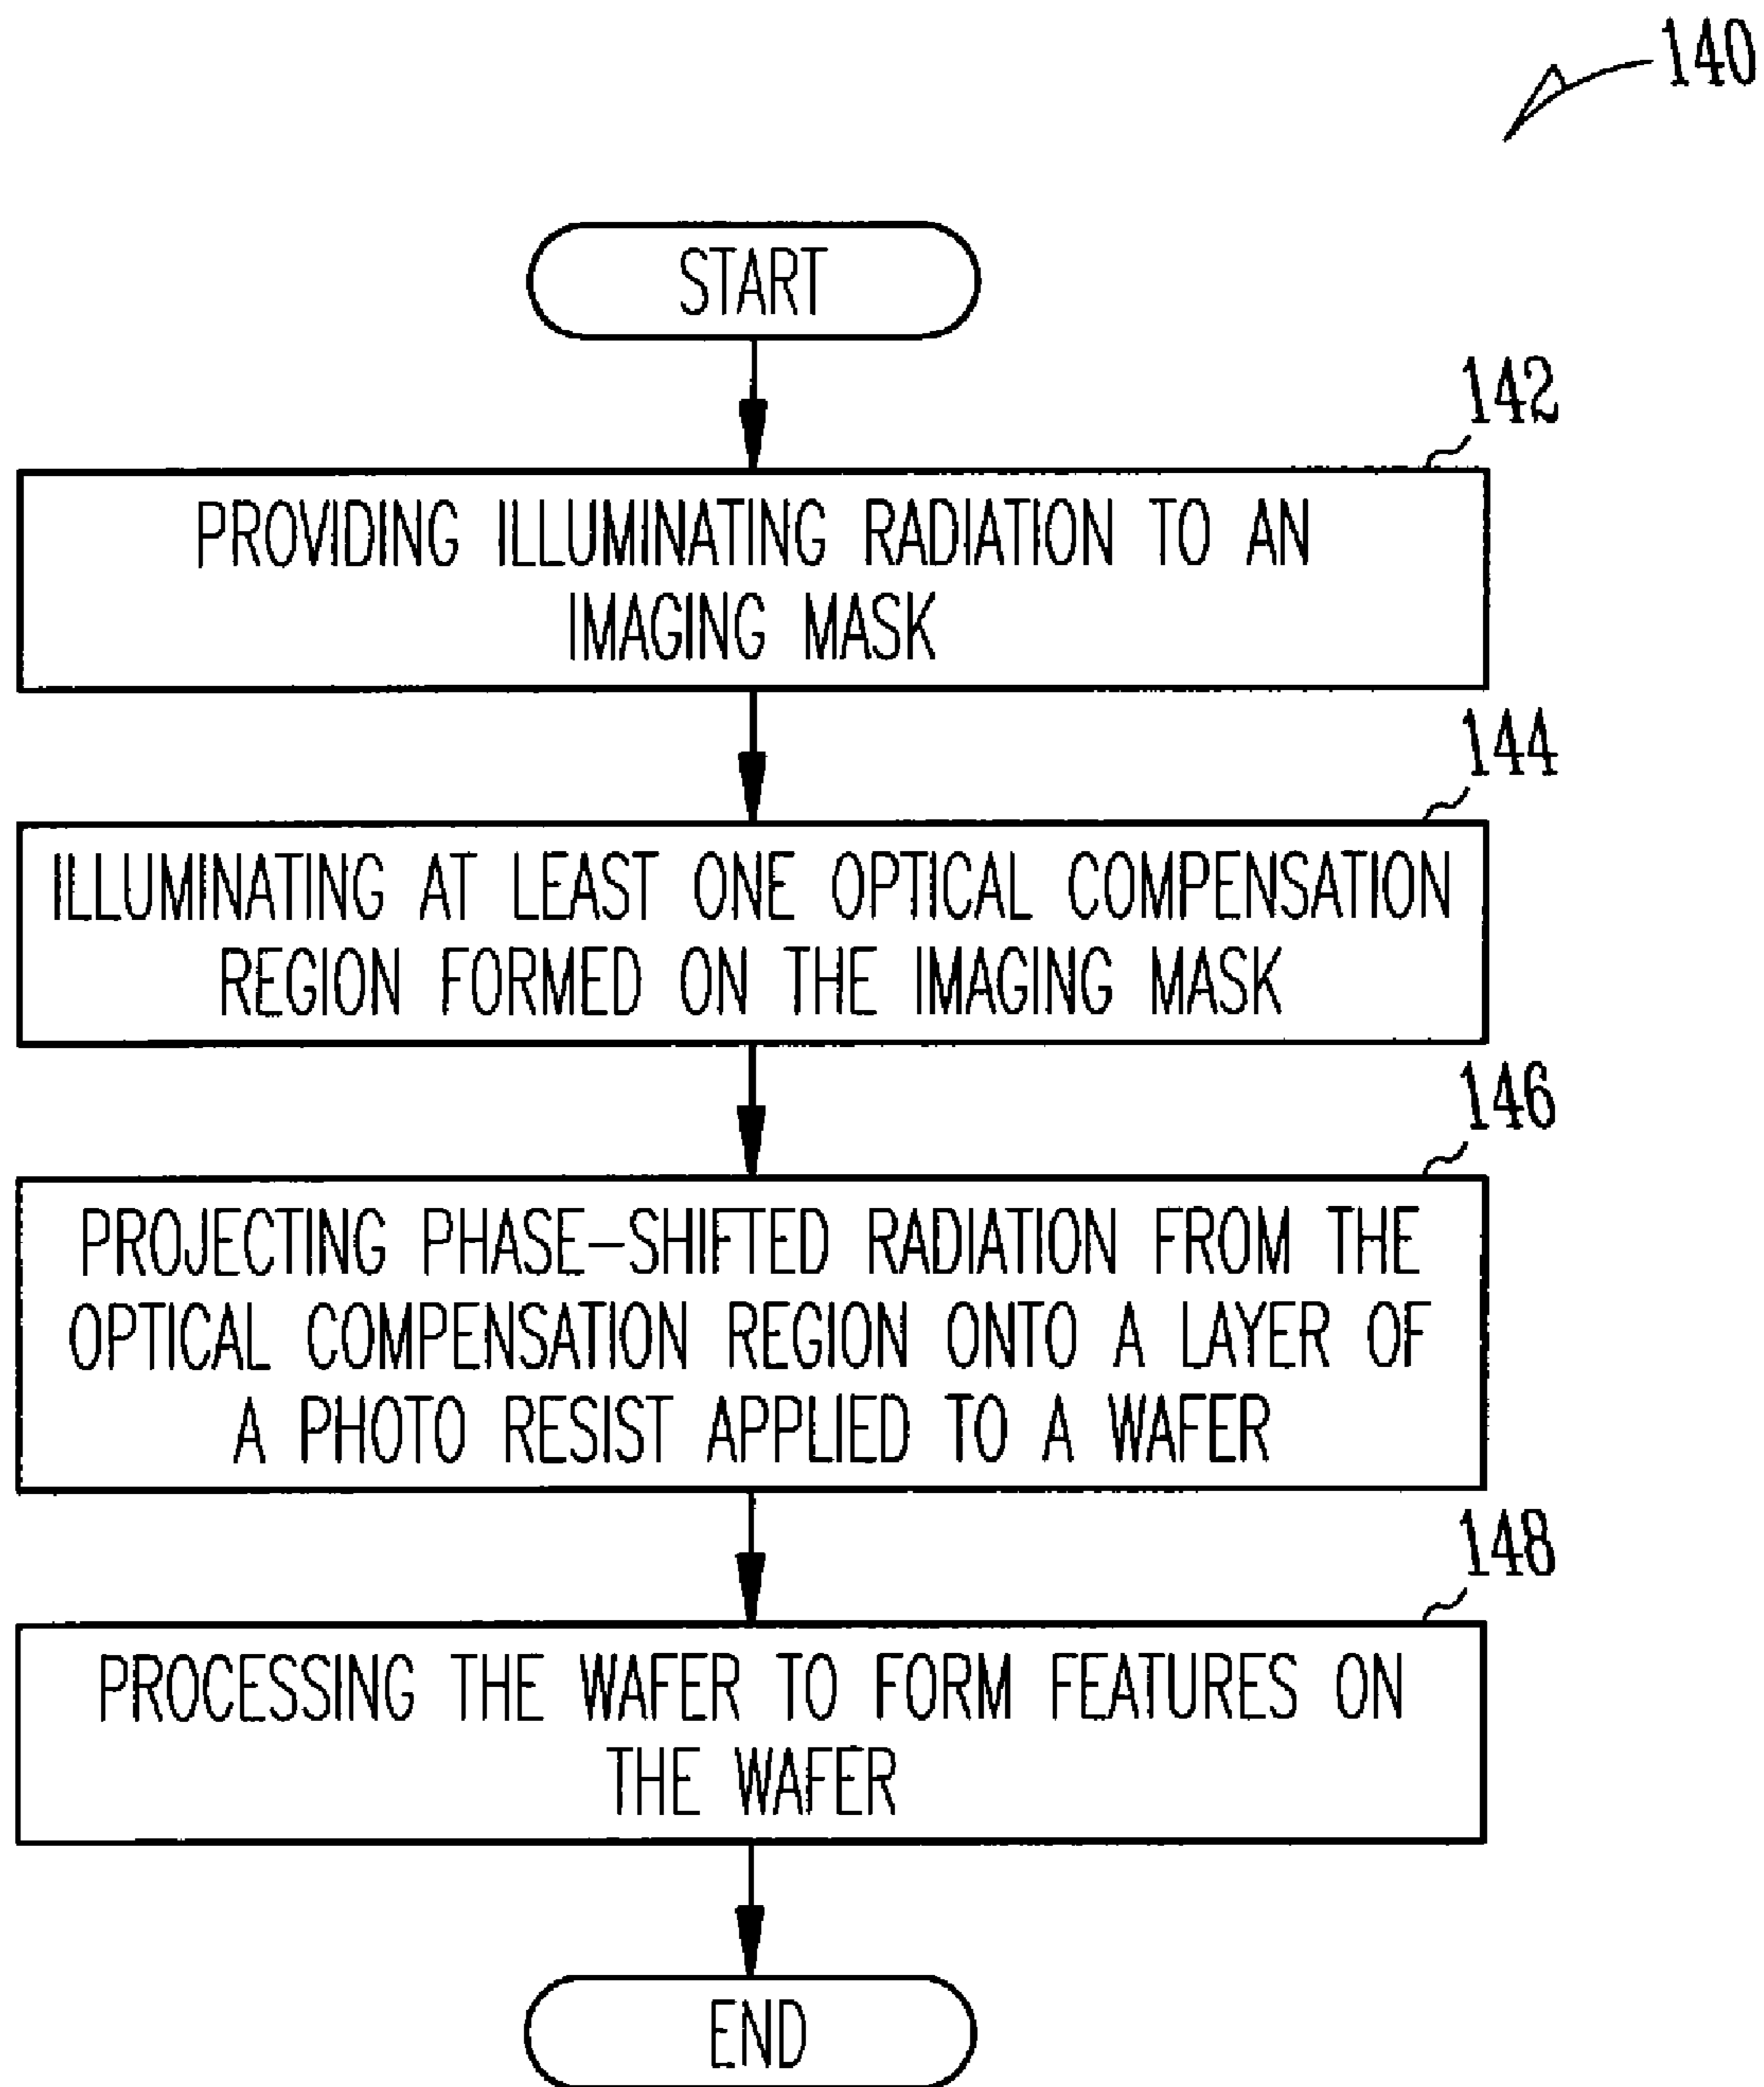 140
START
142
PROVIDING ILLUMINATING RADIATION TO AN
IMAGING MASK
144
ILLUMINATING AT LEAST ONE OPTICAL COMPENSATION
REGION FORMED ON THE IMAGING MASK
146
PROJECTING PHASE-SHIFTED RADIATION FROM THE
OPTICAL COMPENSATION REGION ONTO A LAYER OF
A PHOTO RESIST APPLIED TO A WAFER
148
PROCESSING THE WAFER TO FORM FEATURES ON
THE WAFER
END